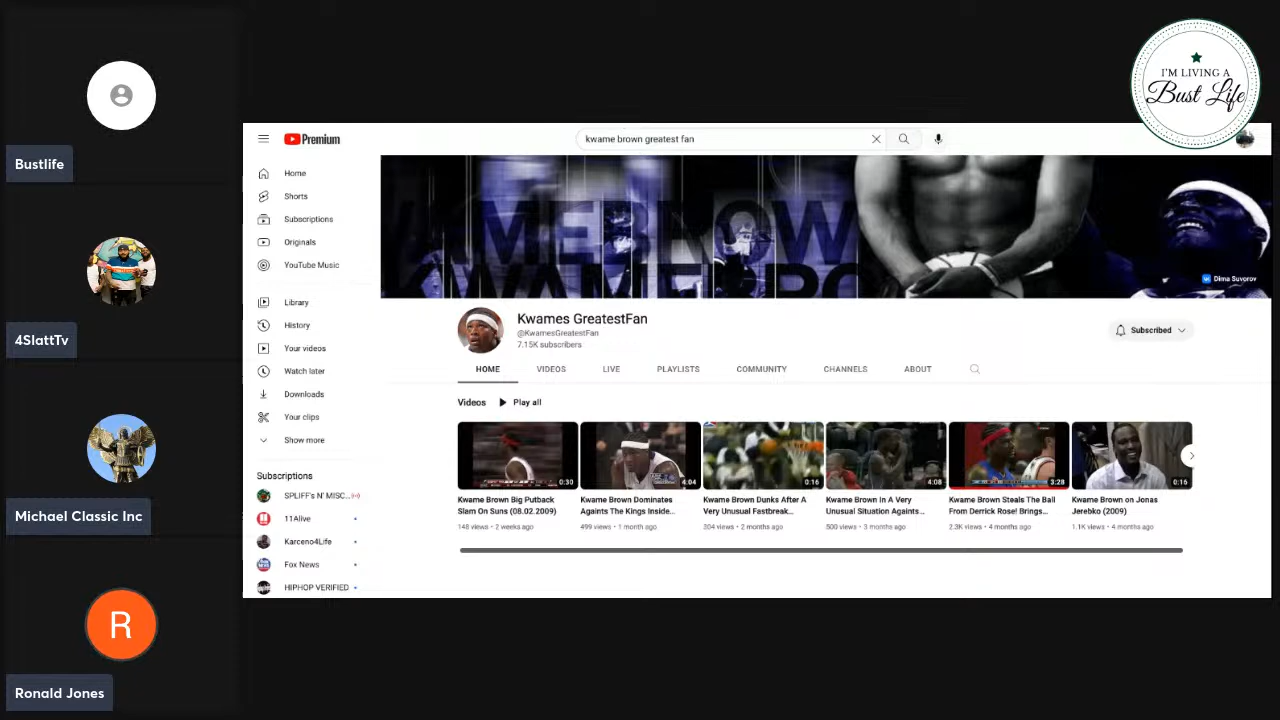 I'M LIVING A
Bust Life
Bustlife
4SlattTv
Michael Classic Inc
R
Ronald Jones
Premium
kwame brown greatest fan
Home
Shorts
Subscriptions
Originals
YouTube Music
Library
History
Your videos
Watch later
Downloads
Your clips
Show more
Subscriptions
SPLIFF's N' MISC...
11Alive
Karceno4Life
Fox News
HIPHOP VERIFIED
Dima Suvorov
Kwames GreatestFan
@KwamesGreatestFan
7.15K subscribers
Subscribed
HOME VIDEOS LIVE PLAYLISTS COMMUNITY CHANNELS ABOUT
Videos Play all
0:30 4:04 0:16 4:08 3:28 0:16
Kwame Brown Big Putback
Slam On Suns (08.02.2009)
148 views • 2 weeks ago
Kwame Brown Dominates
Againts The Kings Inside...
499 views • 1 month ago
Kwame Brown Dunks After A
Very Unusual Fastbreak...
204 views • 2 months ago
Kwame Brown In A Very
Unusual Situation Againts...
500 views • 3 months ago
Kwame Brown Steals The Ball
From Derrick Rose! Brings...
2.3K views • 4 months ago
Kwame Brown on Jonas
Jerebko (2009)
1.1K views • 4 months ago